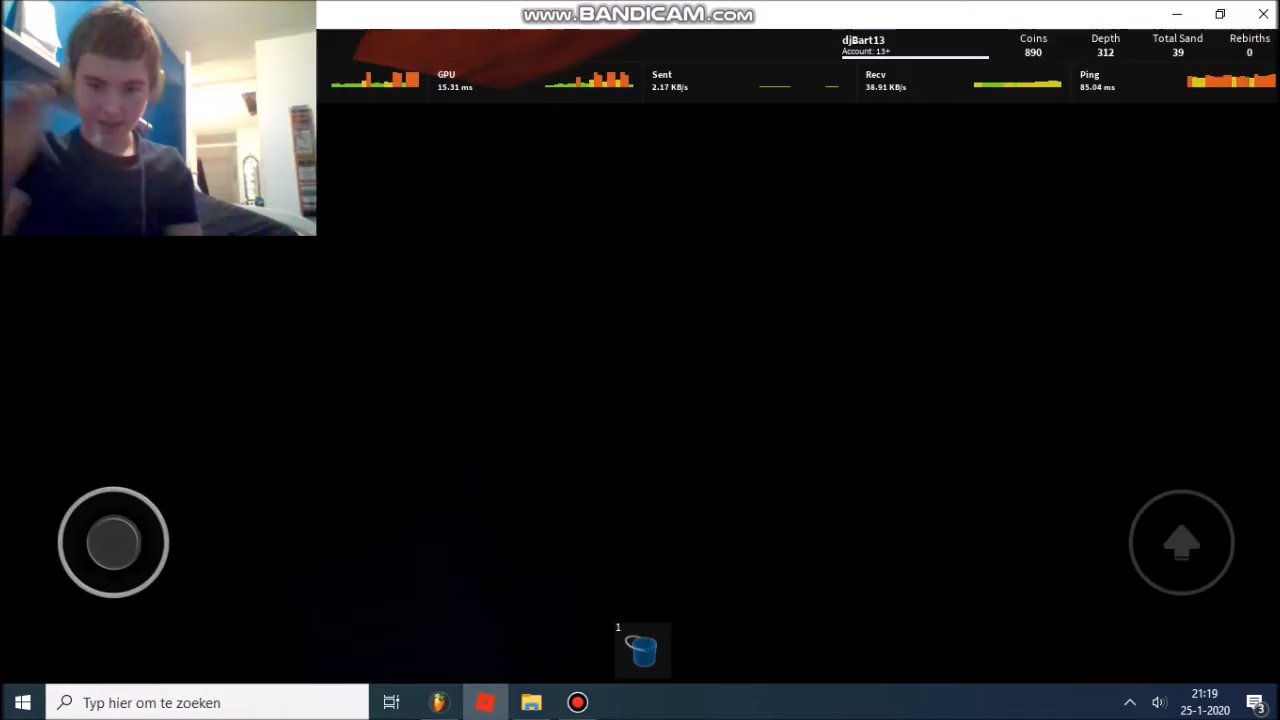 www.BANDICAM.com
djBart13
Account: 13+
Coins
890
Depth
312
Total Sand
39
Rebirths
0
GPU
15.31 ms
Sent
2.17 KB/s
Recv
38.91 KB/s
Ping
85.04 ms
1
Typ hier om te zoeken
21:19
25-1-2020
3